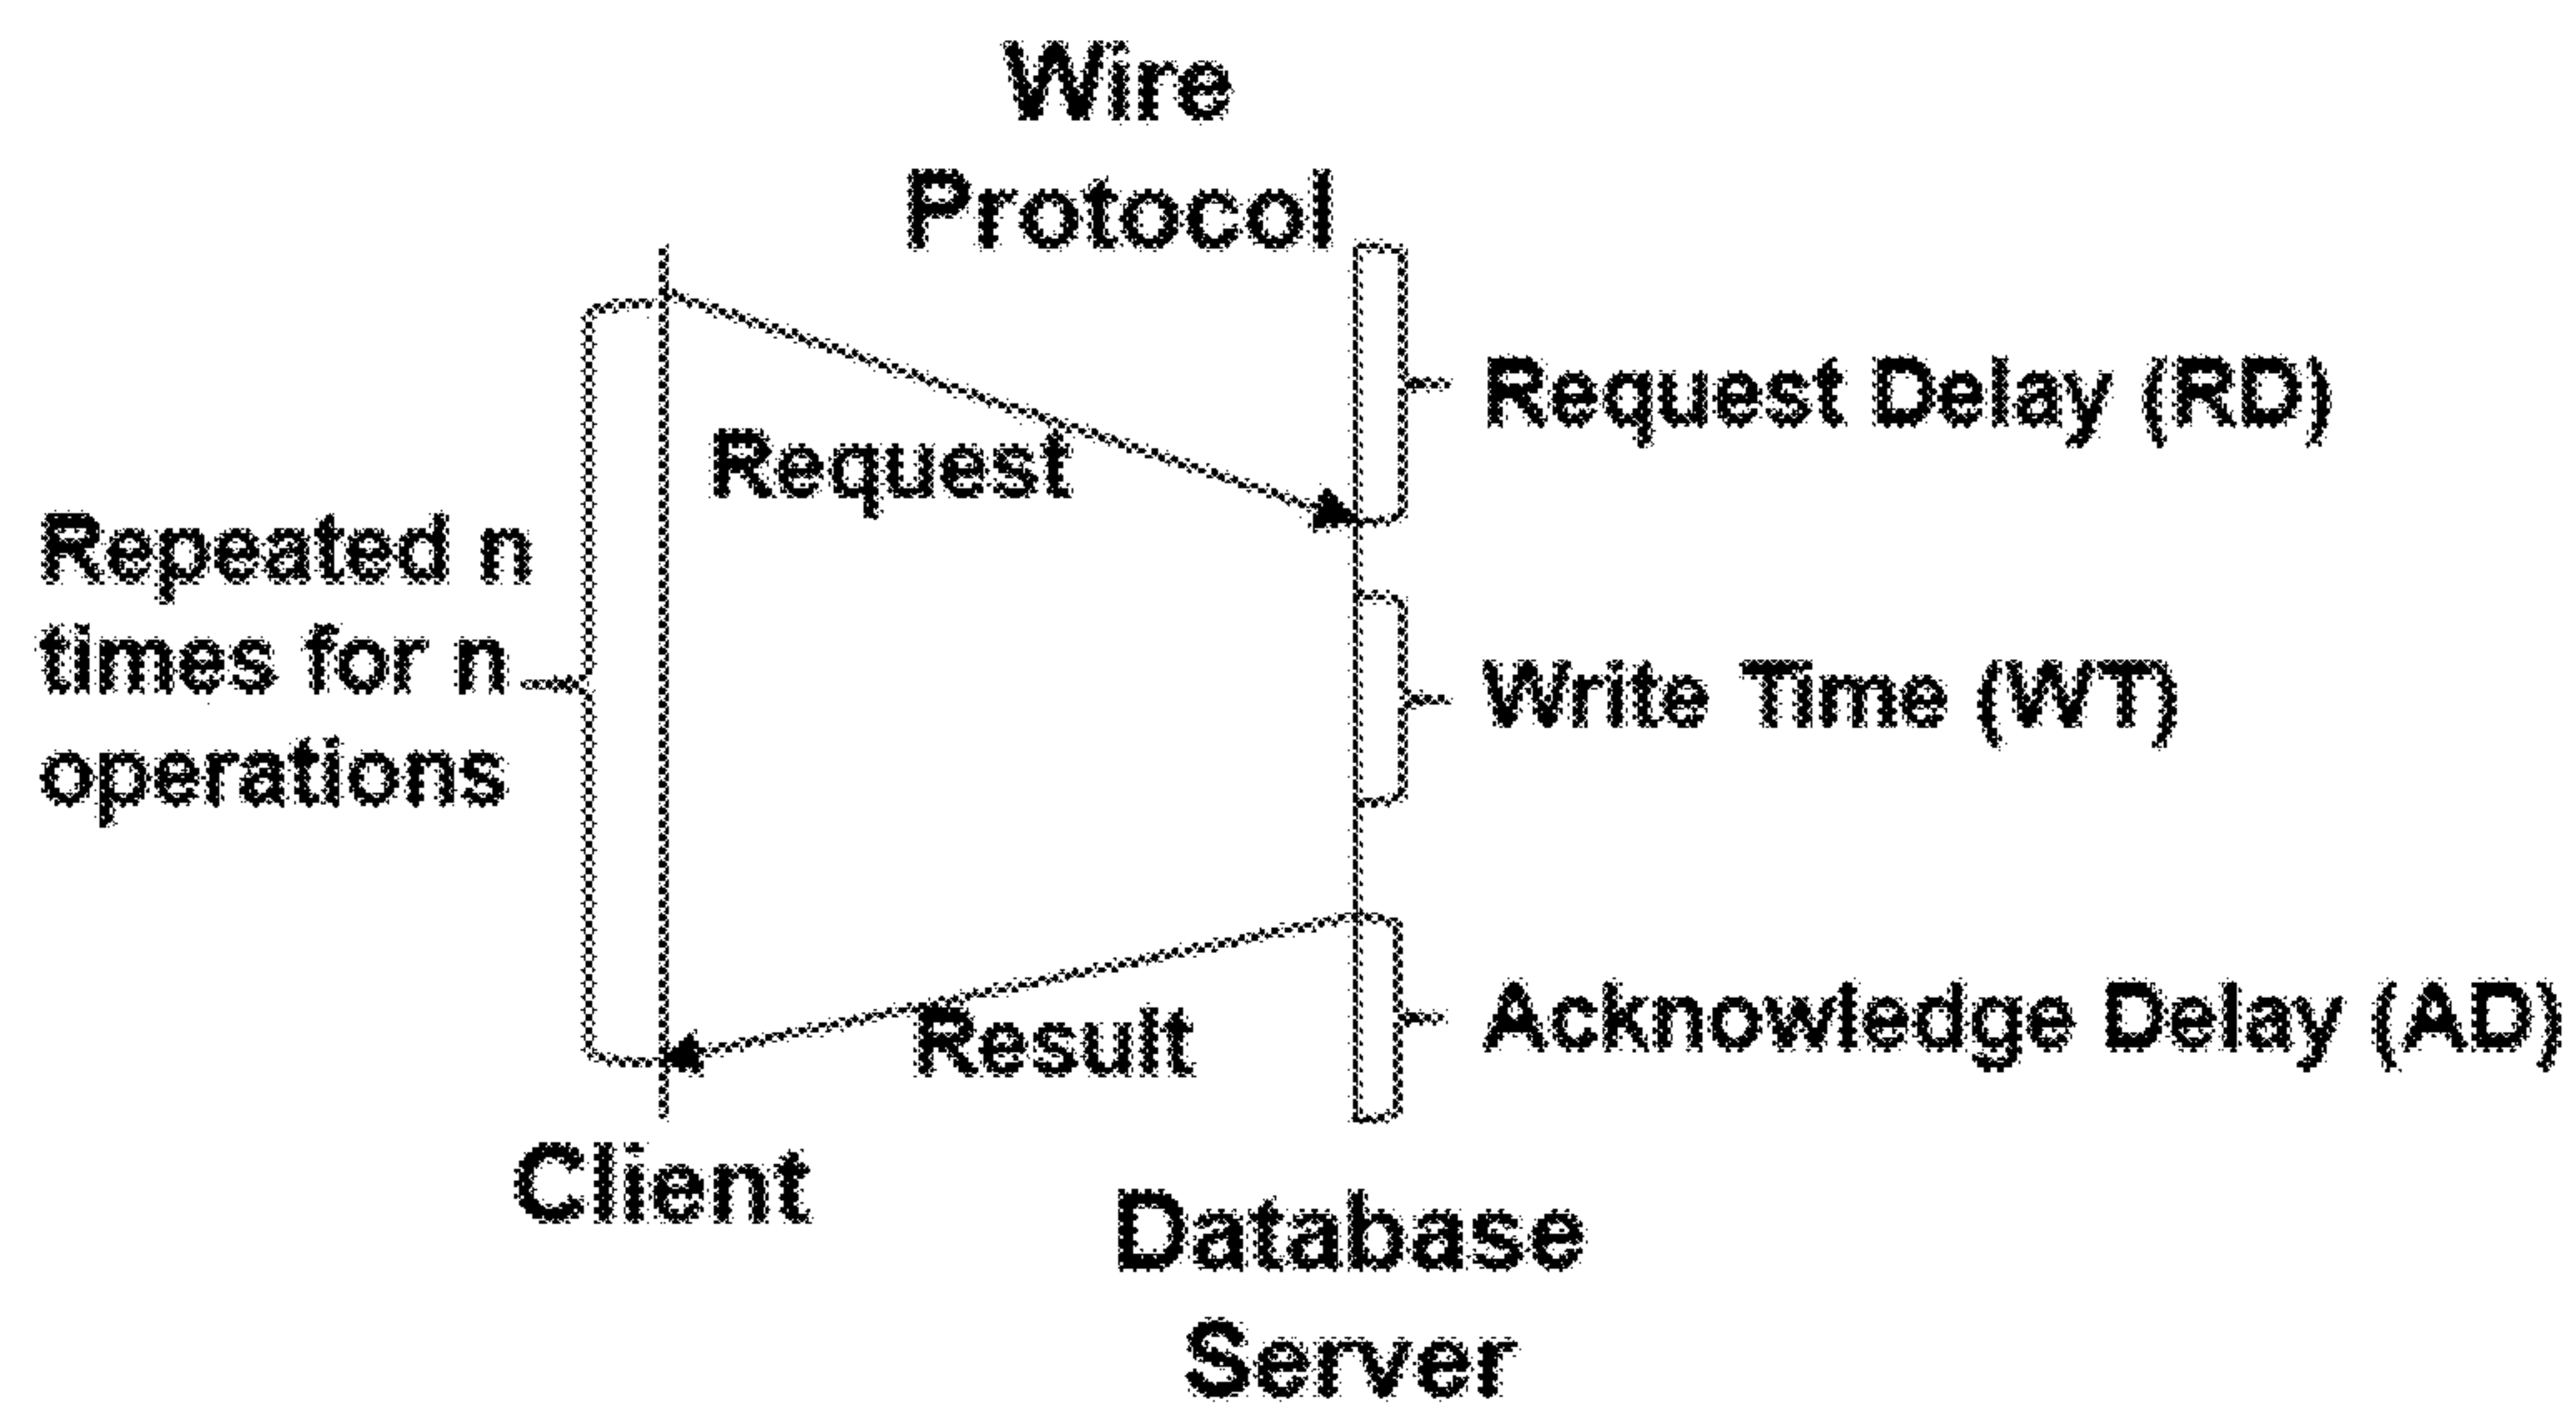 Wire
Protocol
Request Delay (RD)
Request
Repeated n
times for n
operations
Write Time (WT)
Acknowledge Delay (AD)
Result
Client
Database
Server